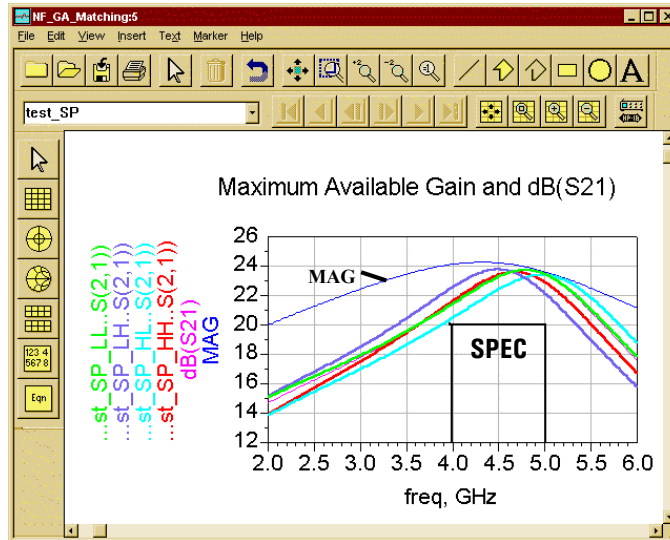 NF_GA_Matching:5
File Edit View Insert Text Marker Help
A
test_SP
123 4
567 8
Eqn
Maximum Available Gain and dB(S21)
...st_SP_LL..S(2,1))
...st_SP_LH..S(2,1))
...st_SP_HL..S(2,1))
...st_SP_HH..S(2,1))
dB(S21)
MAG
26
24
22
20
18
16
14
12
MAG
SPEC
2.0 2.5 3.0 3.5 4.0 4.5 5.0 5.5 6.0
freq, GHz